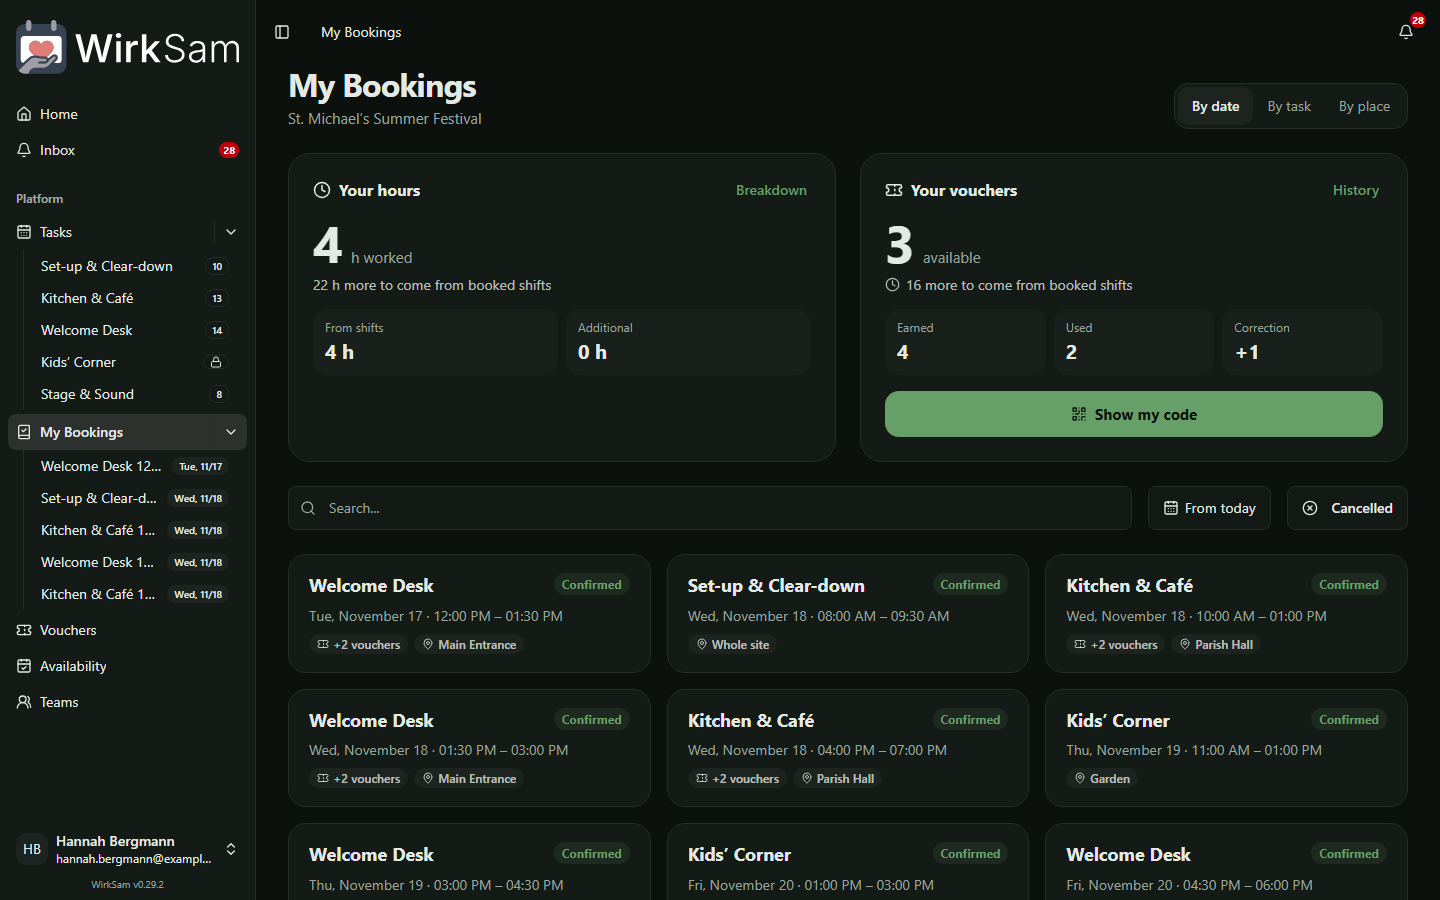 WirkSam
Home
Inbox 28
Platform
Tasks
Set-up & Clear-down 10
Kitchen & Café 13
Welcome Desk 14
Kids’ Corner
Stage & Sound 8
My Bookings
Welcome Desk 12... Tue, 11/17
Set-up & Clear-d... Wed, 11/18
Kitchen & Café 1... Wed, 11/18
Welcome Desk 1... Wed, 11/18
Kitchen & Café 1... Wed, 11/18
Vouchers
Availability
Teams
HB
Hannah Bergmann
hannah.bergmann@exampl...
WirkSam v0.29.2
My Bookings
28
My Bookings
St. Michael’s Summer Festival
By date By task By place
Your hours Breakdown
4 h worked
22 h more to come from booked shifts
From shifts
4 h
Additional
0 h
Your vouchers History
3 available
16 more to come from booked shifts
Earned
4
Used
2
Correction
+1
Show my code
Search...
From today
Cancelled
Welcome Desk Confirmed
Tue, November 17 · 12:00 PM – 01:30 PM
+2 vouchers Main Entrance
Set-up & Clear-down Confirmed
Wed, November 18 · 08:00 AM – 09:30 AM
Whole site
Kitchen & Café Confirmed
Wed, November 18 · 10:00 AM – 01:00 PM
+2 vouchers Parish Hall
Welcome Desk Confirmed
Wed, November 18 · 01:30 PM – 03:00 PM
+2 vouchers Main Entrance
Kitchen & Café Confirmed
Wed, November 18 · 04:00 PM – 07:00 PM
+2 vouchers Parish Hall
Kids’ Corner Confirmed
Thu, November 19 · 11:00 AM – 01:00 PM
Garden
Welcome Desk Confirmed
Thu, November 19 · 03:00 PM – 04:30 PM
Kids’ Corner Confirmed
Fri, November 20 · 01:00 PM – 03:00 PM
Welcome Desk Confirmed
Fri, November 20 · 04:30 PM – 06:00 PM